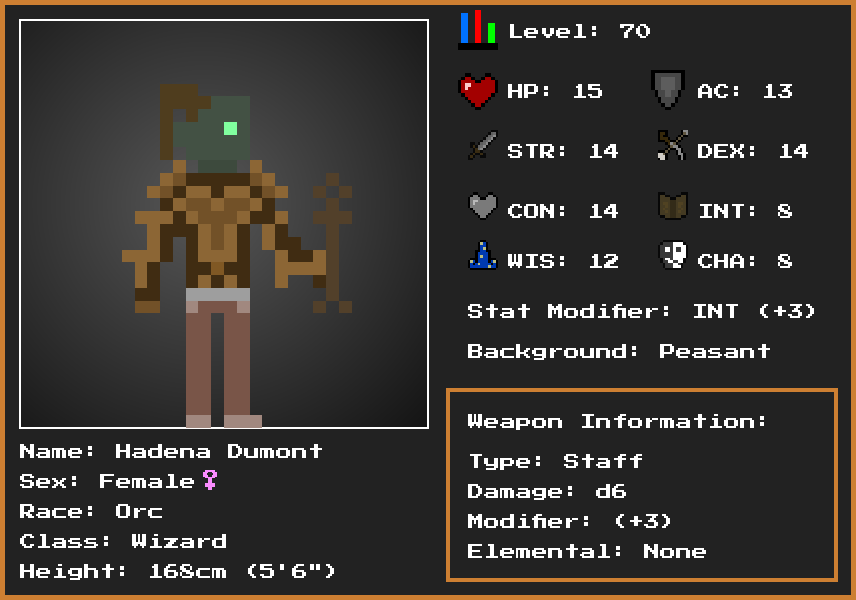 Level: 70
HP: 15
AC: 13
STR: 14
DEX: 14
CON: 14
INT: 8
WIS: 12
CHA: 8
Stat Modifier: INT (+3)
Background: Peasant
Weapon Information:
Type: Staff
Damage: d6
Modifier: (+3)
Elemental: None
Name: Hadena Dumont
Sex: Female♀
Race: Orc
Class: Wizard
Height: 168cm (5'6")